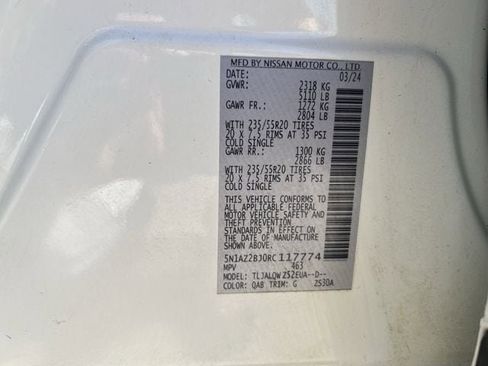 MFD BY NISSAN MOTOR CO., LTD.
DATE: 03/24
GVWR: 2318 KG
5110 LB
GAWR FR.: 1272 KG
2804 LB
WITH 235/55R20 TIRES
20 X 7.5 RIMS AT 35 PSI
COLD SINGLE
GAWR RR.: 1300 KG
2866 LB
WITH 235/55R20 TIRES
20 X 7.5 RIMS AT 35 PSI
COLD SINGLE
THIS VEHICLE CONFORMS TO
ALL APPLICABLE FEDERAL
MOTOR VEHICLE SAFETY AND
THEFT PREVENTION
STANDARDS IN EFFECT ON
THE DATE OF MANUFACTURE
SHOWN ABOVE.
5N1AZ2BJ0RC117774
MPV 463
MODEL: TLJALQWZS2EUA--D--
COLOR: QAB TRIM: G ZS30A